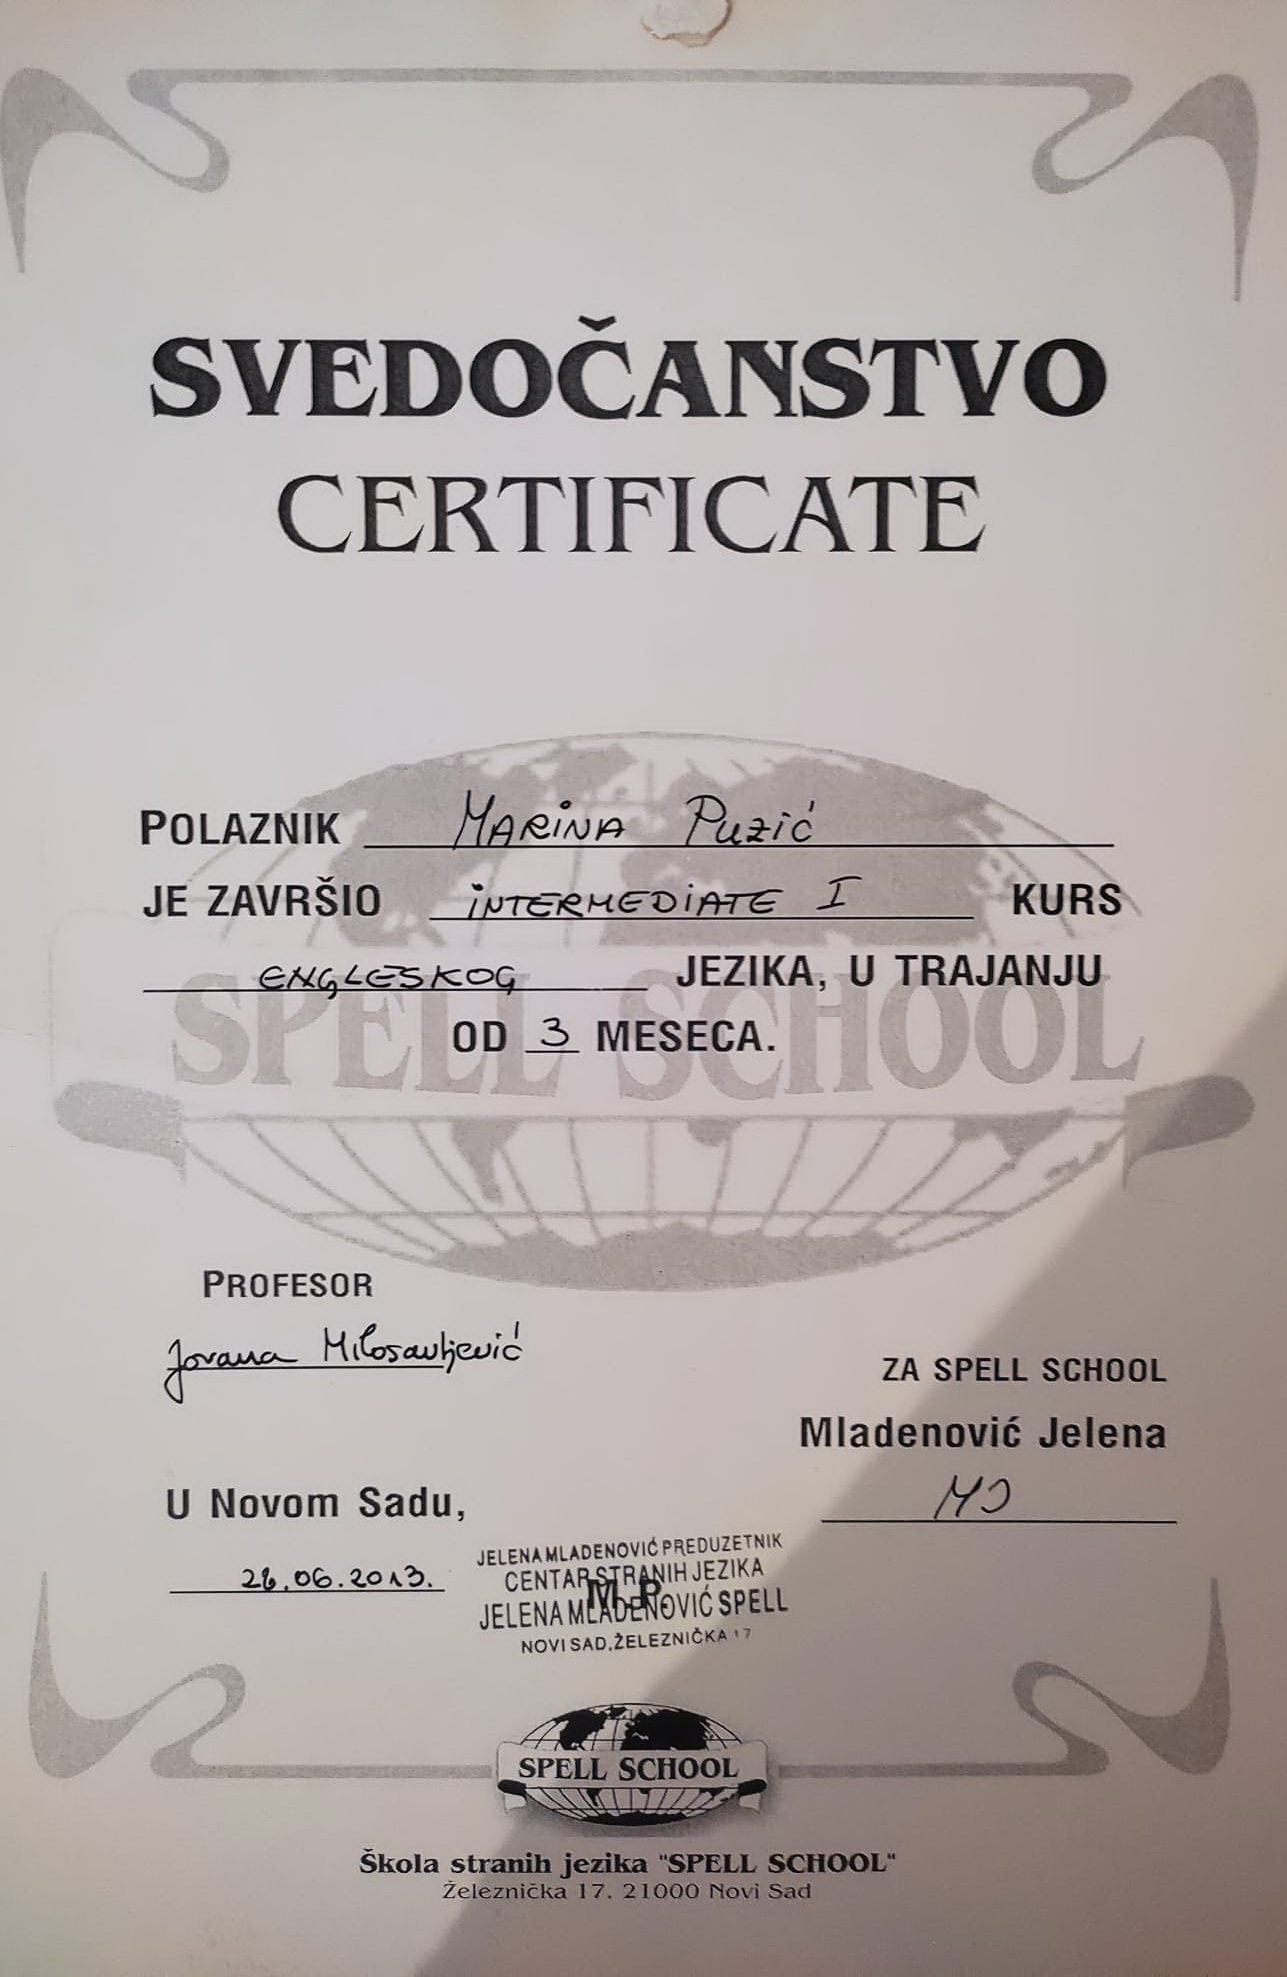 SVEDOČANSTVO
CERTIFICATE
POLAZNIK MARINA PUZIĆ
JE ZAVRŠIO INTERMEDIATE I KURS
ENGLESKOG JEZIKA, U TRAJANJU
SPELL SCHOOL
OD 3 MESECA.
PROFESOR
Jovana Milosavljević
ZA SPELL SCHOOL
Mladenović Jelena
MJ
U NOVOM SADU,
.06.2013.
JELENA MLADENOVIĆ PREDUZETNIK
CENTAR STRANIH JEZIKA
M.P.
JELENA MLADENOVIĆ SPELL
NOVI SAD, ŽELEZNIČKA 17
SPELL SCHOOL
Škola stranih jezika "SPELL SCHOOL"
Železnička 17. 21000 Novi Sad